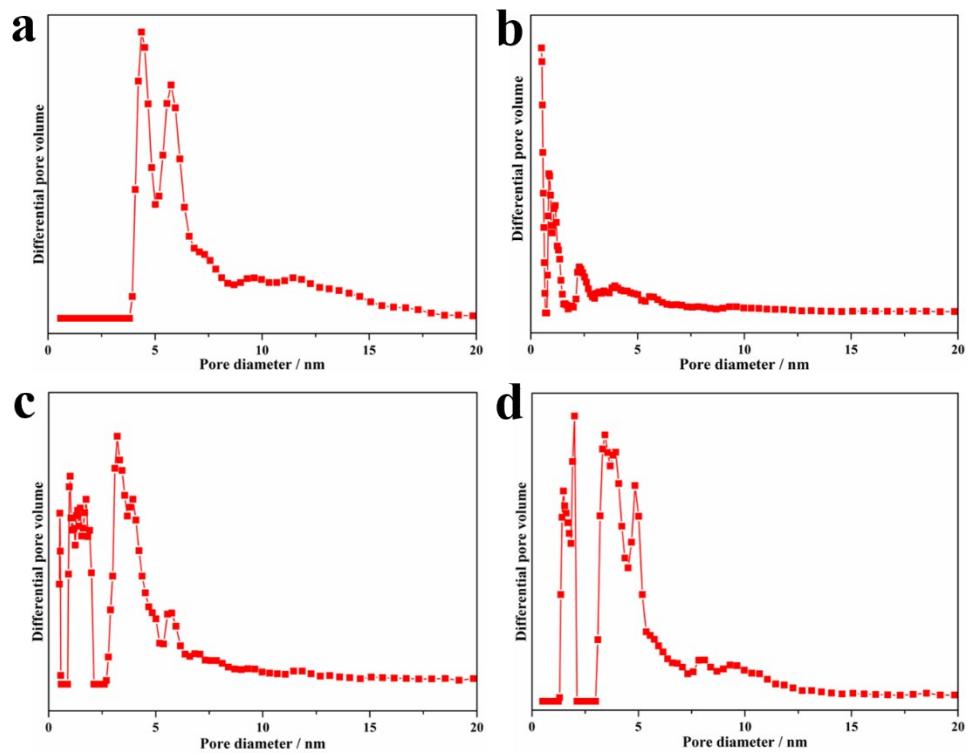 a
Differential pore volume
0 5 10 15 20
Pore diameter / nm
b
Differential pore volume
0 5 10 15 20
Pore diameter / nm
c
Differential pore volume
0 5 10 15 20
Pore diameter / nm
d
Differential pore volume
0 5 10 15 20
Pore diameter / nm